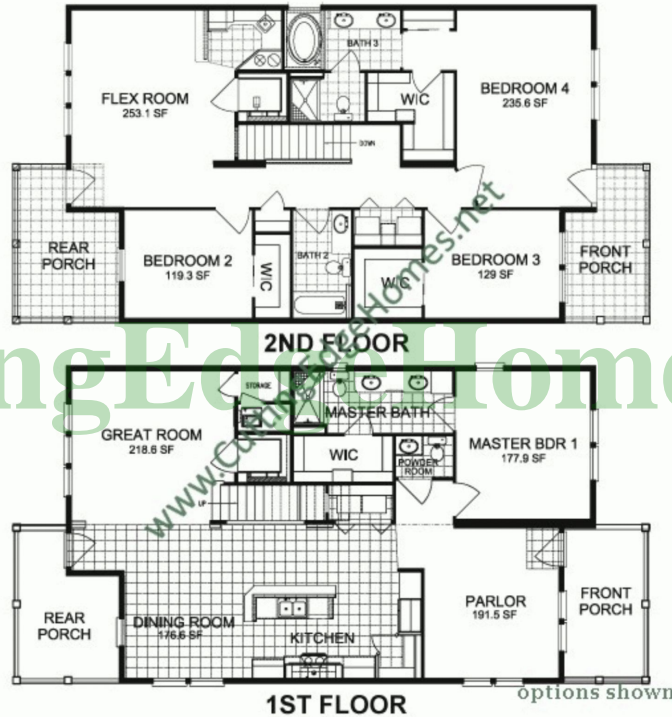 BATH 3
FLEX ROOM
253.1 SF
WIC
BEDROOM 4
235.6 SF
DOWN
REAR
PORCH
BEDROOM 2
119.3 SF
WIC
BATH 2
WIC
BEDROOM 3
129 SF
FRONT
PORCH
2ND FLOOR
ngEdgeHome
www.CuttingEdgeHomes.net
STORAGE
GREAT ROOM
218.6 SF
MASTER BATH
WIC
POWDER
ROOM
MASTER BDR 1
177.9 SF
UP
REAR
PORCH
DINING ROOM
176.6 SF
KITCHEN
PARLOR
191.5 SF
FRONT
PORCH
1ST FLOOR
options shown